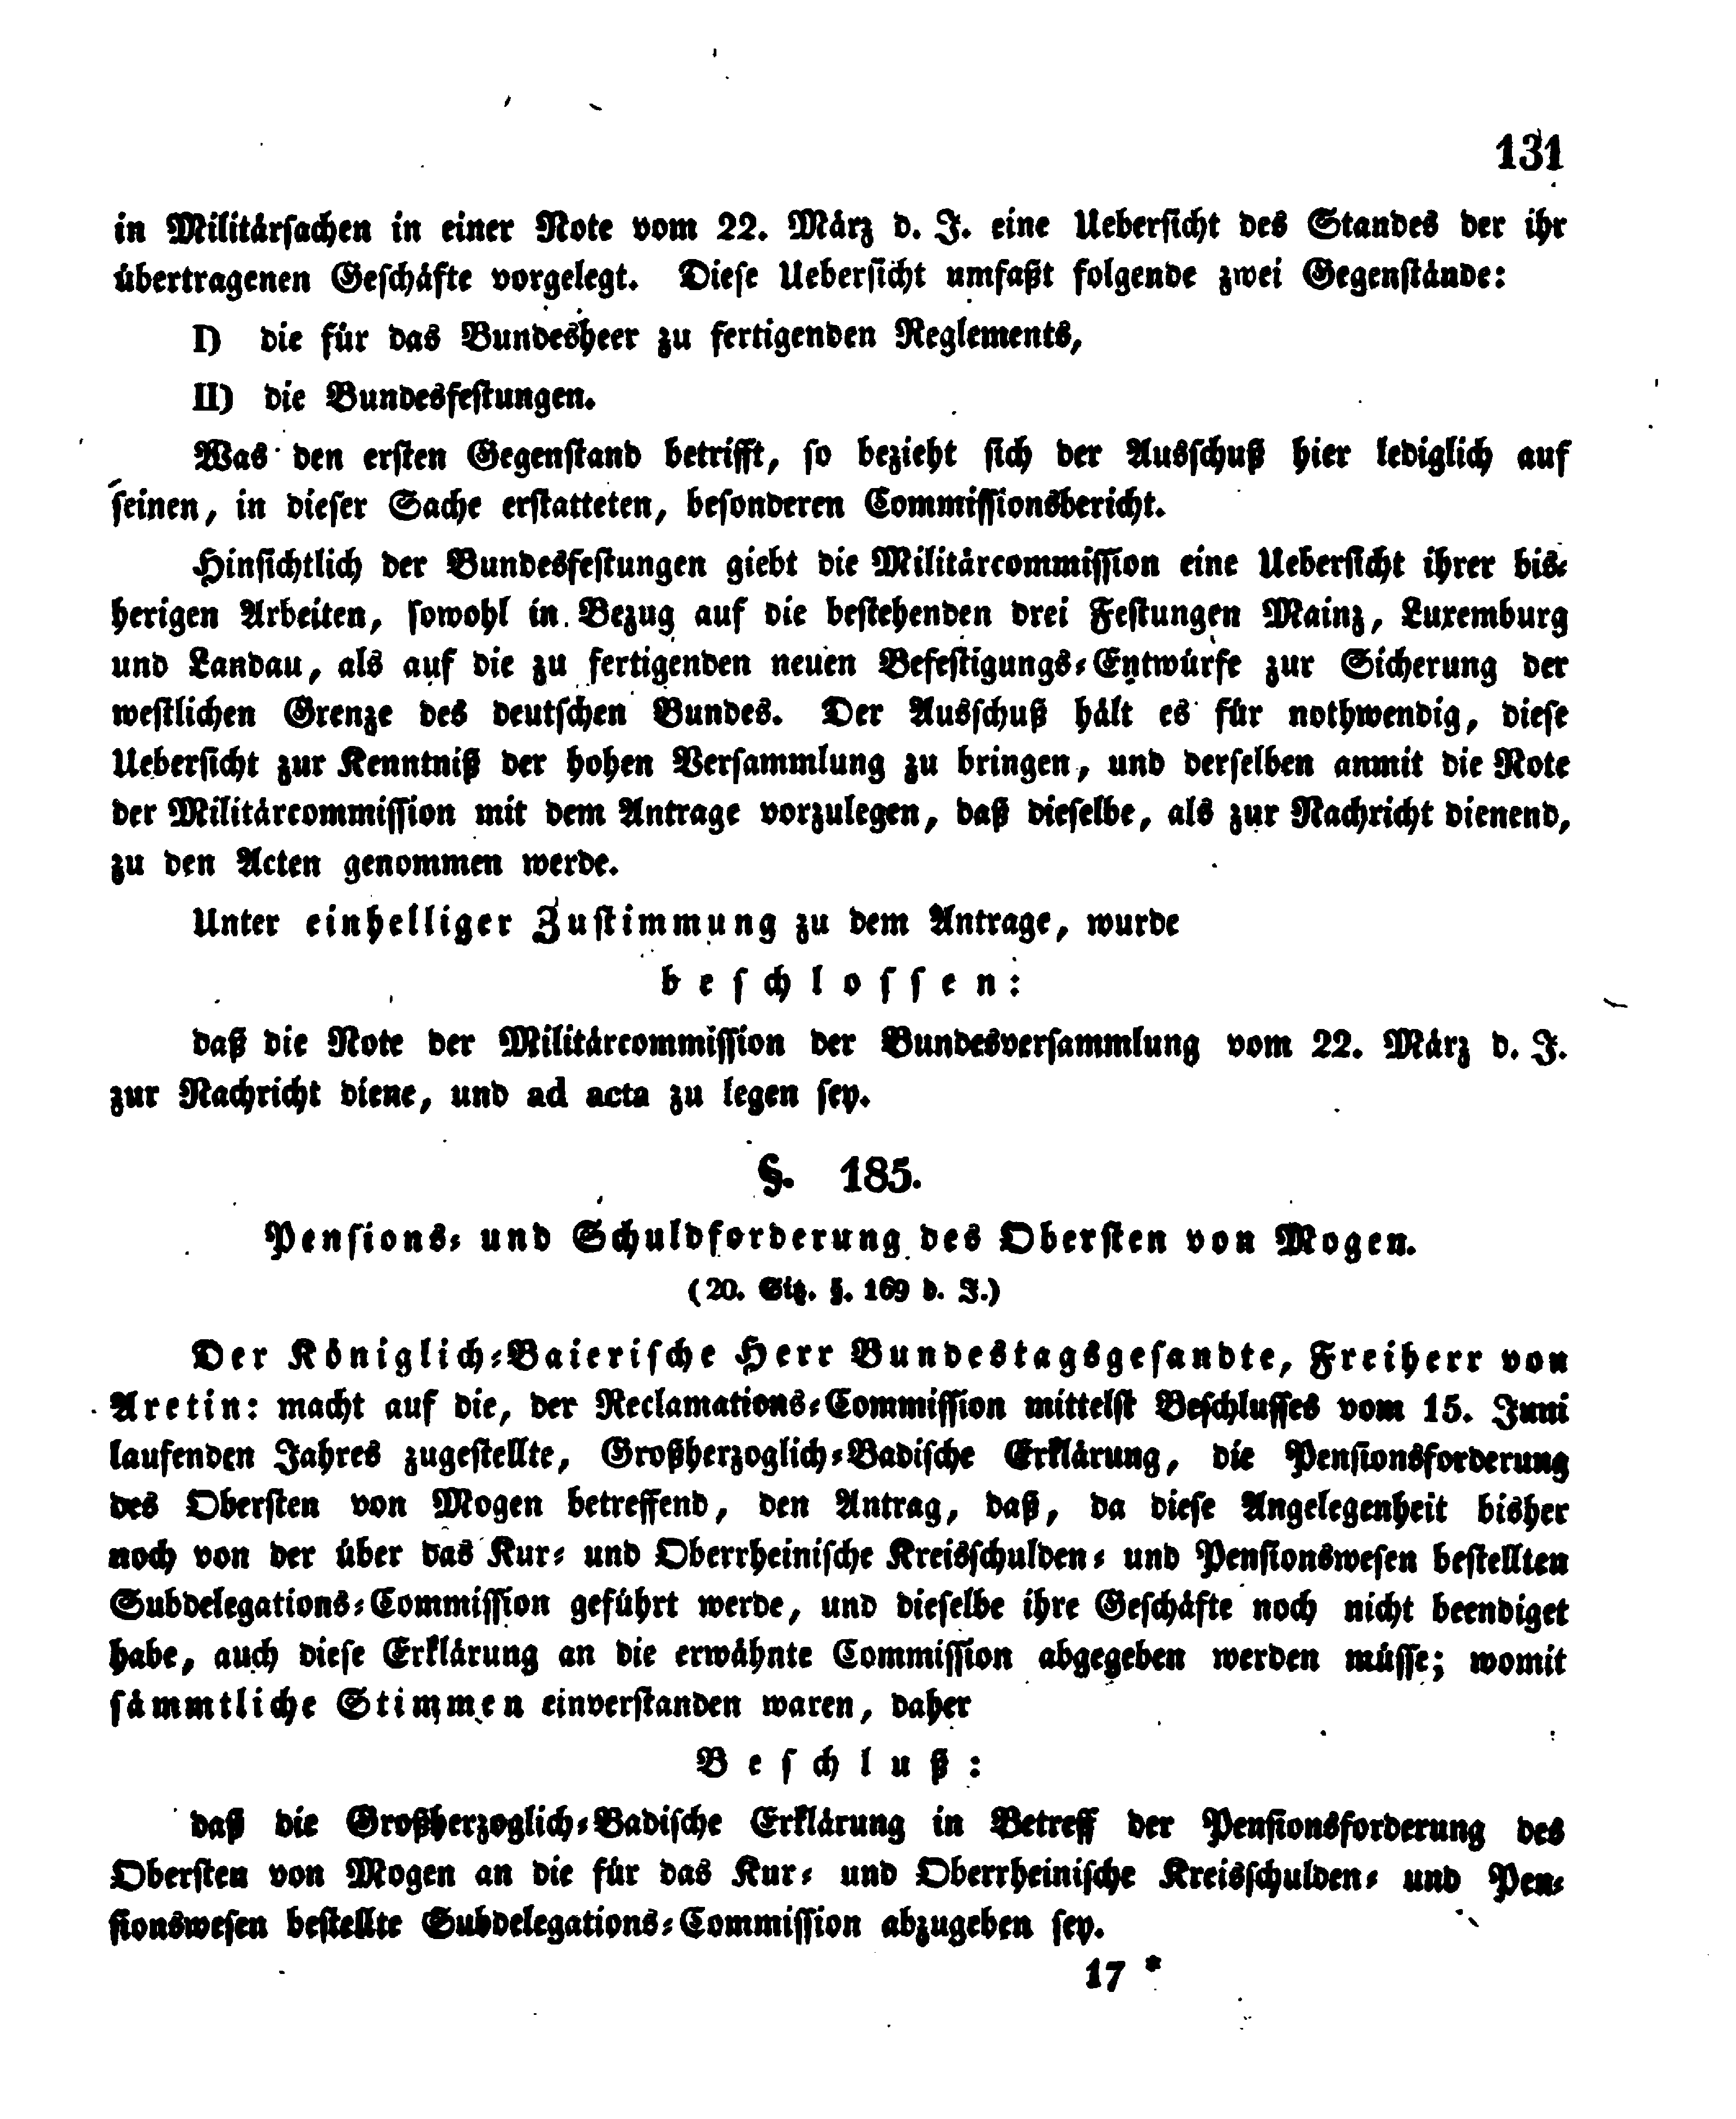 131
in Militärsachen in einer Note vom 22. März d. J. eine Uebersicht des Standes der ihr
übertragenen Geschäfte vorgelegt. Diese Uebersicht umfaßt folgende zwei Gegenstände:
I) die für das Bundesheer zu fertigenden Reglements,
II) die Bundesfestungen.
Was den ersten Gegenstand betrifft, so bezieht sich der Ausschuß hier lediglich auf
seinen, in dieser Sache erstatteten, besonderen Commissionsbericht.
Hinsichtlich der Bundesfestungen giebt die Militärcommission eine Uebersicht ihrer bis-
herigen Arbeiten, sowohl in Bezug auf die bestehenden drei Festungen Mainz, Luxemburg
und Landau, als auf die zu fertigenden neuen Befestigungs-Entwürfe zur Sicherung der
westlichen Grenze des deutschen Bundes. Der Ausschuß hält es für nothwendig, diese
Uebersicht zur Kenntniß der hohen Versammlung zu bringen, und derselben anmit die Note
der Militärcommission mit dem Antrage vorzulegen, daß dieselbe, als zur Nachricht dienend,
zu den Acten genommen werde.
Unter einhelliger Zustimmung zu dem Antrage, wurde
beschlossen:
daß die Note der Militärcommission der Bundesversammlung vom 22. März d. J.
zur Nachricht diene, und ad acta zu legen sey.
§. 185.
Pensions- und Schuldforderung des Obersten von Mogen.
(20. Sitz. §. 169 d. J.)
Der Königlich-Baierische Herr Bundestagsgesandte, Freiherr von
Aretin: macht auf die, der Reclamations-Commission mittelst Beschlusses vom 15. Juni
laufenden Jahres zugestellte, Großherzoglich-Badische Erklärung, die Pensionsforderung
des Obersten von Mogen betreffend, den Antrag, daß, da diese Angelegenheit bisher
noch von der über das Kur- und Oberrheinische Kreisschulden- und Pensionswesen bestellten
Subdelegations-Commission geführt werde, und dieselbe ihre Geschäfte noch nicht beendiget
habe, auch diese Erklärung an die erwähnte Commission abgegeben werden müsse; womit
sämmtliche Stimmen einverstanden waren, daher
Beschluß:
daß die Großherzoglich-Badische Erklärung in Betreff der Pensionsforderung des
Obersten von Mogen an die für das Kur- und Oberrheinische Kreisschulden- und Pen-
sionswesen bestellte Subdelegations-Commission abzugeben sey.
17 *